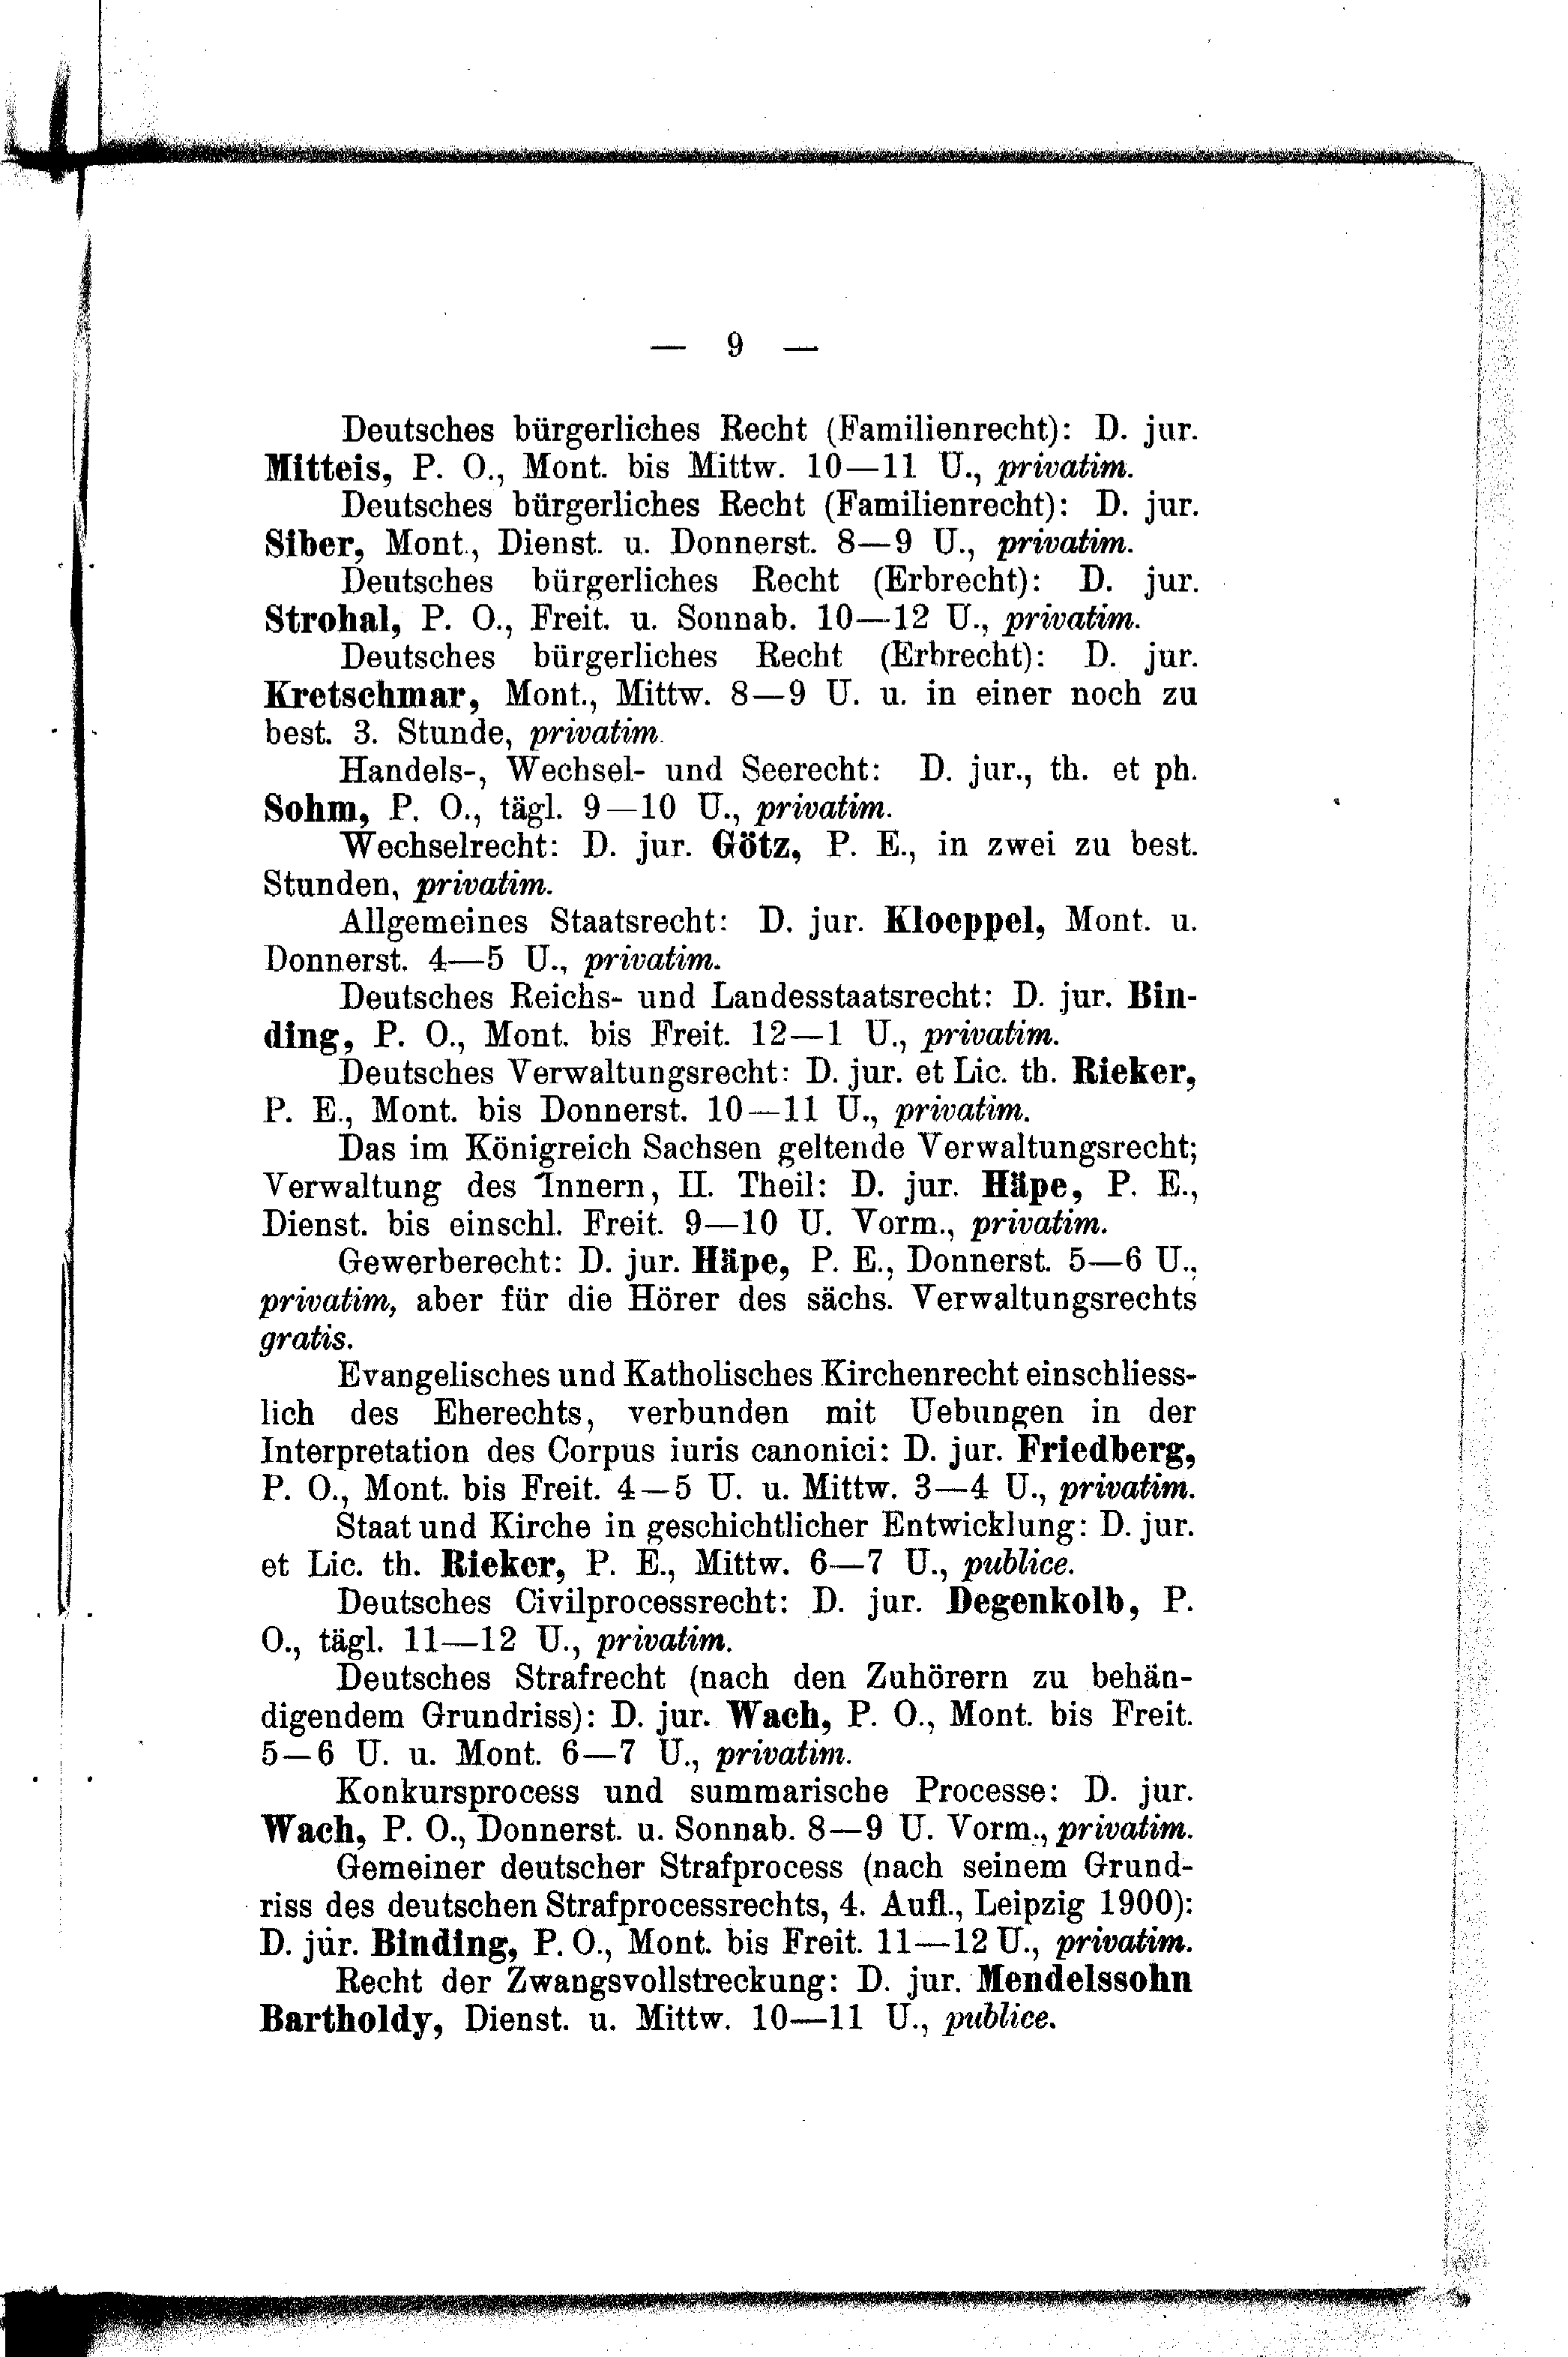 — 9 —
Deutsches bürgerliches Recht (Familienrecht): D. jur.
Mitteis, P. O., Mont. bis Mittw. 10—11 U., privatim.
Deutsches bürgerliches Recht (Familienrecht): D. jur.
Siber, Mont., Dienst. u. Donnerst. 8—9 U., privatim.
Deutsches bürgerliches Recht (Erbrecht): D. jur.
Strohal, P. O., Freit. u. Sonnab. 10—12 U., privatim.
Deutsches bürgerliches Recht (Erbrecht): D. jur.
Kretschmar, Mont., Mittw. 8—9 U. u. in einer noch zu
best. 3. Stunde, privatim.
Handels-, Wechsel- und Seerecht: D. jur., th. et ph.
Sohm, P. O., tägl. 9—10 U., privatim.
Wechselrecht: D. jur. Götz, P. E., in zwei zu best.
Stunden, privatim.
Allgemeines Staatsrecht: D. jur. Kloeppel, Mont. u.
Donnerst. 4—5 U., privatim.
Deutsches Reichs- und Landesstaatsrecht: D. jur. Bin-
ding, P. O., Mont. bis Freit. 12—1 U., privatim.
Deutsches Verwaltungsrecht: D. jur. et Lic. th. Rieker,
P. E., Mont. bis Donnerst. 10—11 U., privatim.
Das im Königreich Sachsen geltende Verwaltungsrecht;
Verwaltung des Innern, II. Theil: D. jur. Häpe, P. E.,
Dienst. bis einschl. Freit. 9—10 U. Vorm., privatim.
Gewerberecht: D. jur. Häpe, P. E., Donnerst. 5—6 U.,
privatim, aber für die Hörer des sächs. Verwaltungsrechts
gratis.
Evangelisches und Katholisches Kirchenrecht einschliess-
lich des Eherechts, verbunden mit Uebungen in der
Interpretation des Corpus iuris canonici: D. jur. Friedberg,
P. O., Mont. bis Freit. 4—5 U. u. Mittw. 3—4 U., privatim.
Staat und Kirche in geschichtlicher Entwicklung: D. jur.
et Lic. th. Rieker, P. E., Mittw. 6—7 U., publice.
Deutsches Civilprocessrecht: D. jur. Degenkolb, P.
O., tägl. 11—12 U., privatim.
Deutsches Strafrecht (nach den Zuhörern zu behän-
digendem Grundriss): D. jur. Wach, P. O., Mont. bis Freit.
5—6 U. u. Mont. 6—7 U., privatim.
Konkursprocess und summarische Processe: D. jur.
Wach, P. O., Donnerst. u. Sonnab. 8—9 U. Vorm., privatim.
Gemeiner deutscher Strafprocess (nach seinem Grund-
riss des deutschen Strafprocessrechts, 4. Aufl., Leipzig 1900):
D. jur. Binding, P. O., Mont. bis Freit. 11—12 U., privatim.
Recht der Zwangsvollstreckung: D. jur. Mendelssohn
Bartholdy, Dienst. u. Mittw. 10—11 U., publice.